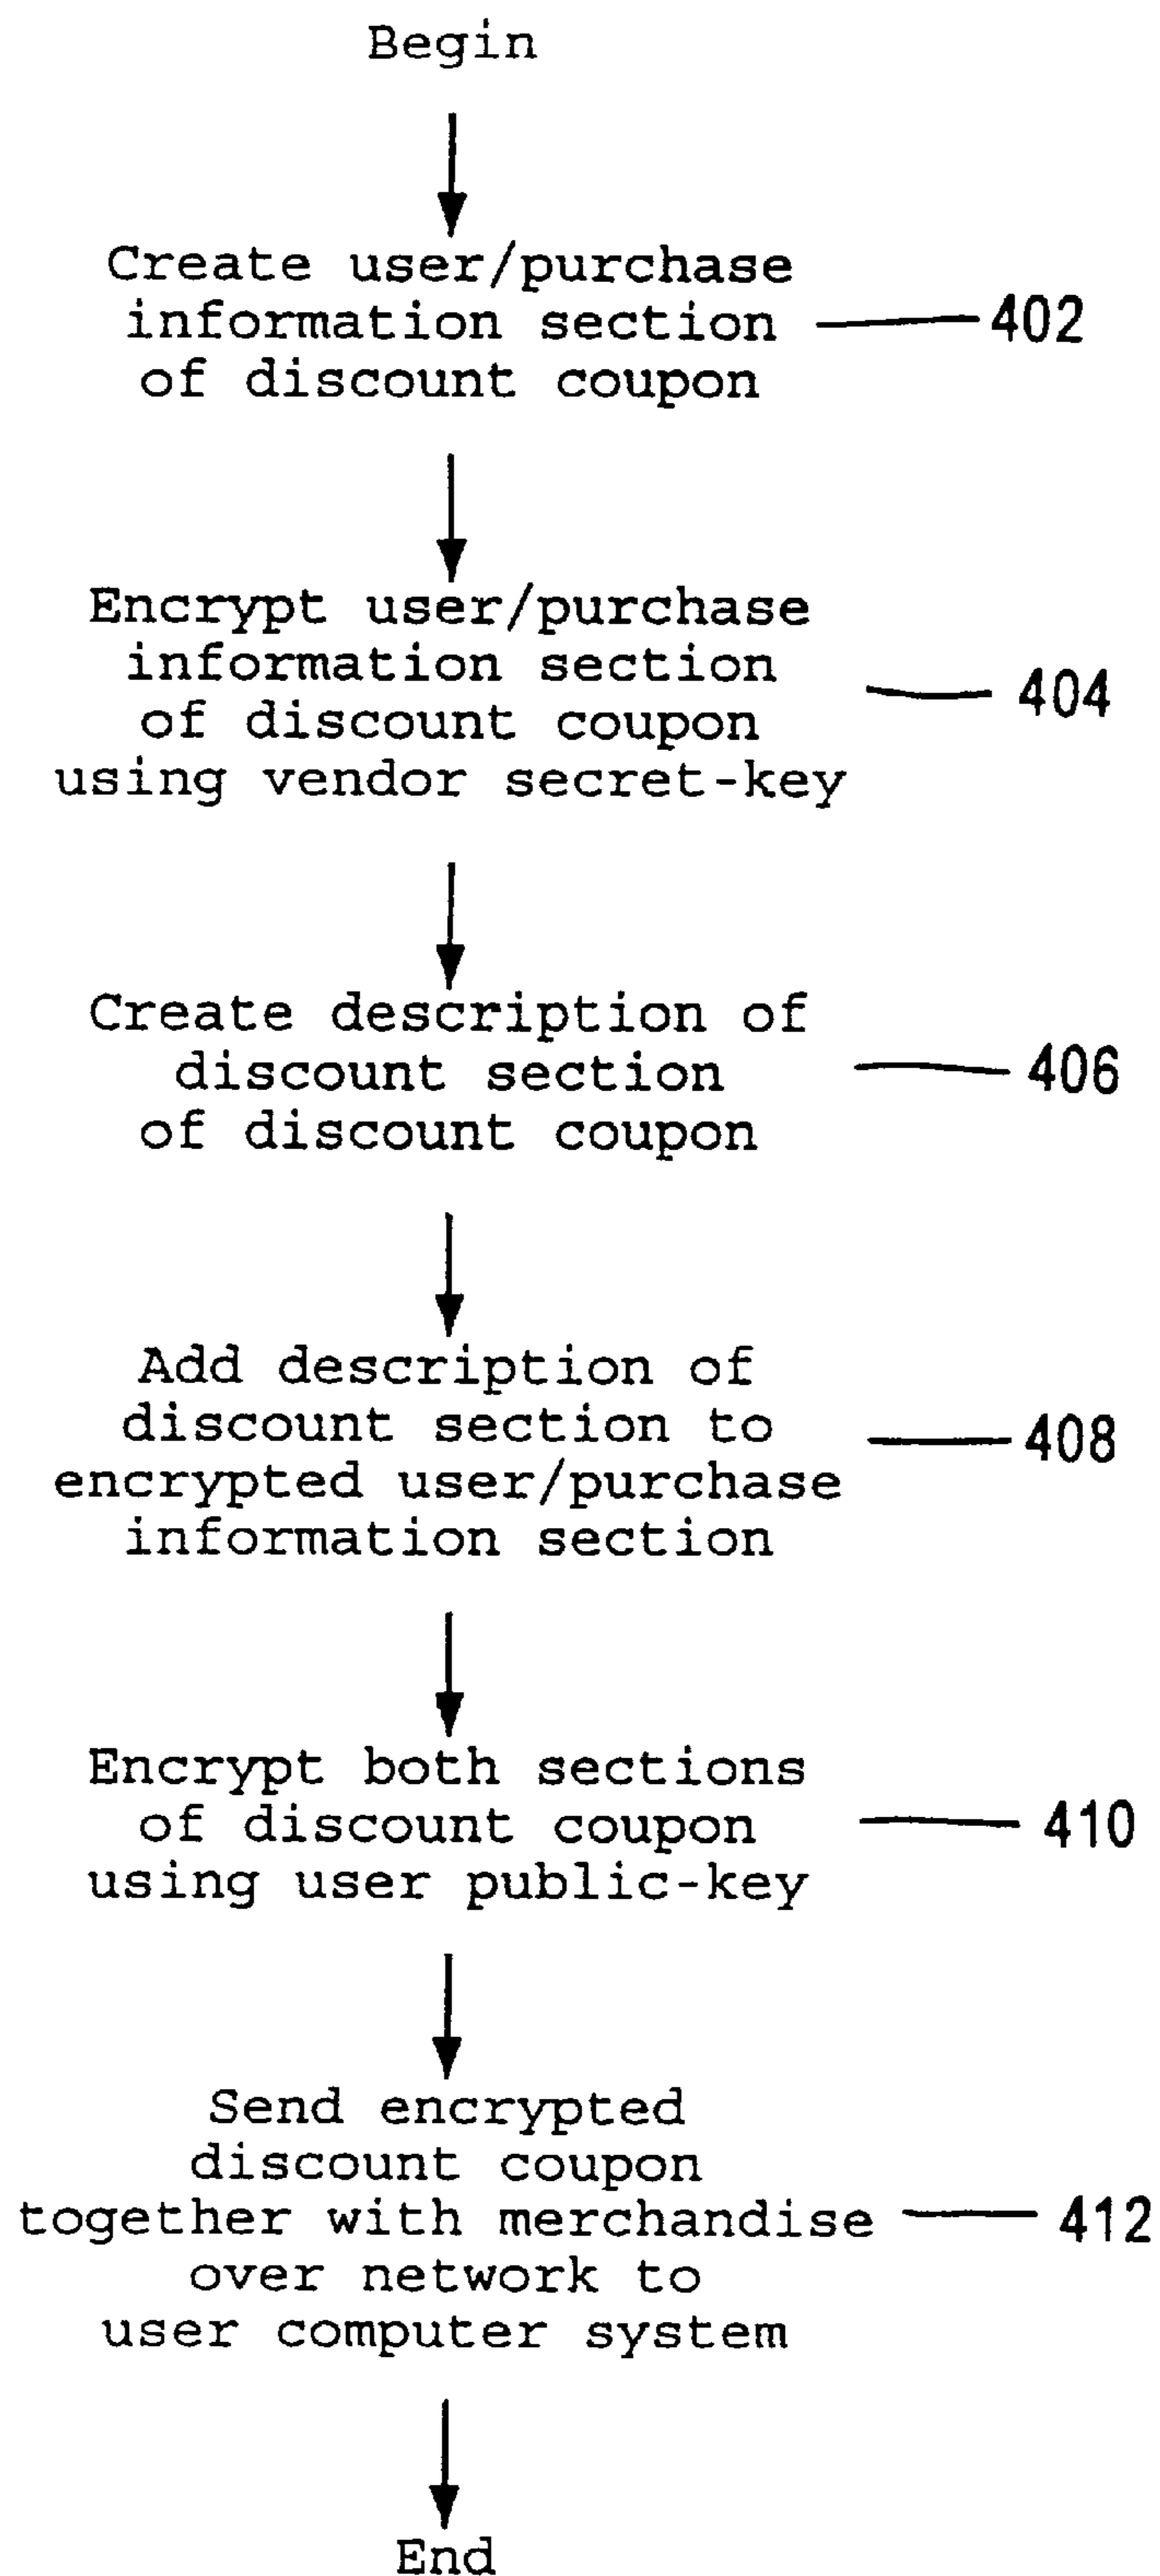 Begin
Create user/purchase
information section
of discount coupon
402
Encrypt user/purchase
information section
of discount coupon
using vendor secret-key
404
Create description of
discount section
of discount coupon
406
Add description of
discount section to
encrypted user/purchase
information section
408
Encrypt both sections
of discount coupon
using user public-key
410
Send encrypted
discount coupon
together with merchandise
over network to
user computer system
412
End